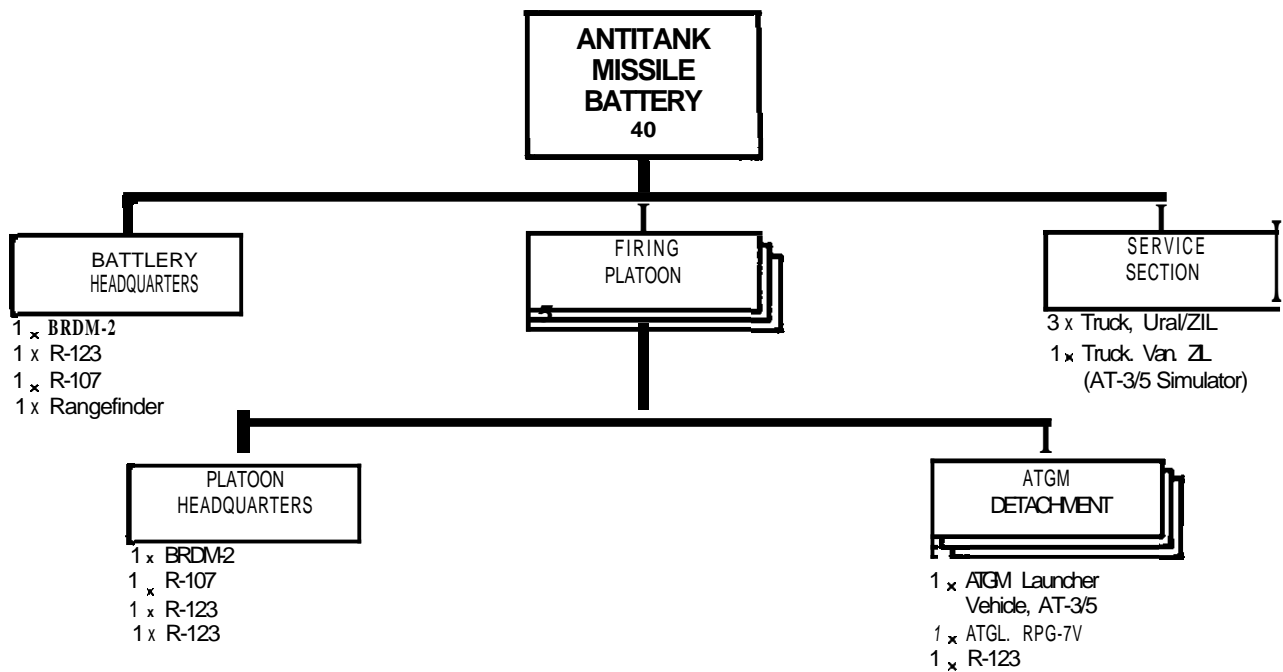 ANTITANK
MISSILE
BATTERY
40
BATTLERY
HEADQUARTERS
1 x BRDM-2
1 x R-123
1 x R-107
1 x Rangefinder
FIRING
PLATOON
SERVICE
SECTION
3 x Truck, Ural/ZIL
1 x Truck. Van. ZIL
(AT-3/5 Simulator)
PLATOON
HEADQUARTERS
1 x BRDM-2
1 x R-107
1 x R-123
1 x R-123
ATGM
DETACHMENT
1 x ATGM Launcher
Vehicle, AT-3/5
1 x ATGL. RPG-7V
1 x R-123